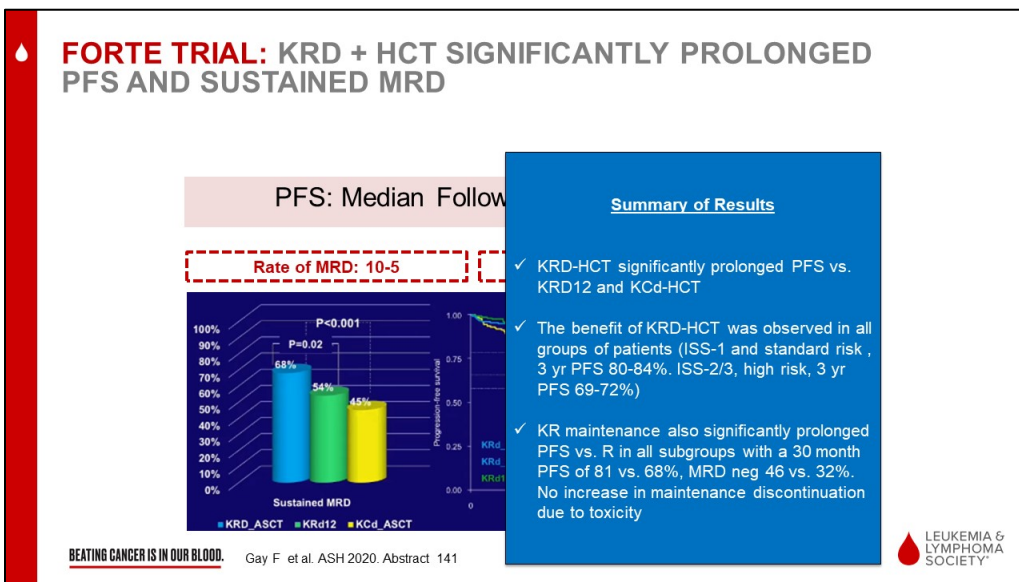 FORTE TRIAL: KRD + HCT SIGNIFICANTLY PROLONGED
PFS AND SUSTAINED MRD
PFS: Median Follow
Rate of MRD: 10-5
100%
90%
80%
70%
60%
50%
40%
30%
20%
10%
0%
P<0.001
P=0.02
68%
54%
45%
Sustained MRD
KRD_ASCT KRd12 KCd_ASCT
Progression-free survival
1.00
0.75
0.50
0.25
0.00
0
KRd_
KRd_
KRd1
Summary of Results
✓ KRD-HCT significantly prolonged PFS vs.
KRD12 and KCd-HCT
✓ The benefit of KRD-HCT was observed in all
groups of patients (ISS-1 and standard risk ,
3 yr PFS 80-84%. ISS-2/3, high risk, 3 yr
PFS 69-72%)
✓ KR maintenance also significantly prolonged
PFS vs. R in all subgroups with a 30 month
PFS of 81 vs. 68%, MRD neg 46 vs. 32%.
No increase in maintenance discontinuation
due to toxicity
BEATING CANCER IS IN OUR BLOOD.
Gay F et al. ASH 2020. Abstract 141
LEUKEMIA &
LYMPHOMA
SOCIETY®